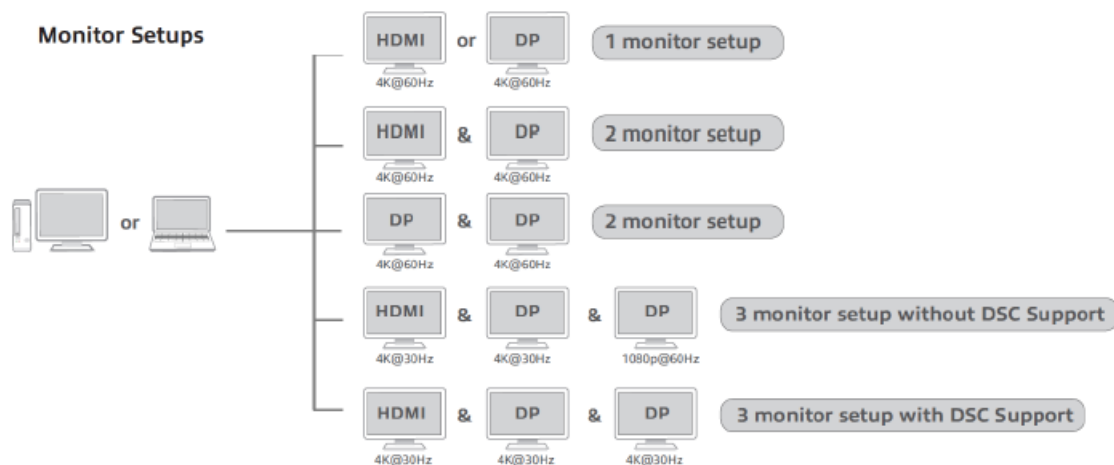 Monitor Setups
HDMI or DP 1 monitor setup
4K@60Hz 4K@60Hz
HDMI & DP 2 monitor setup
4K@60Hz 4K@60Hz
or
DP & DP 2 monitor setup
4K@60Hz 4K@60Hz
HDMI & DP & DP 3 monitor setup without DSC Support
4K@30Hz 4K@30Hz 1080p@60Hz
HDMI & DP & DP 3 monitor setup with DSC Support
4K@30Hz 4K@30Hz 4K@30Hz